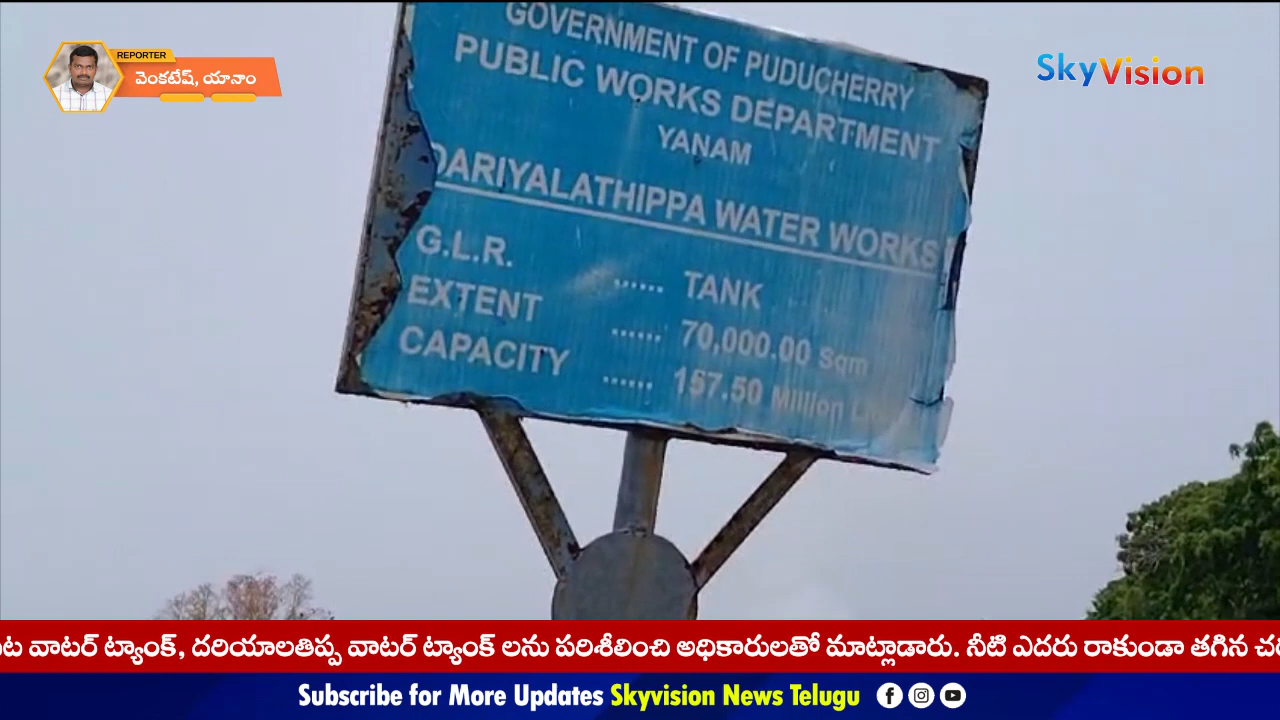 REPORTER
వెంకటేష్, యానాం
SkyVision
GOVERNMENT OF PUDUCHERRY
PUBLIC WORKS DEPARTMENT
YANAM
DARIYALATHIPPA WATER WORKS
G.L.R. ...... TANK
EXTENT ...... 70,000.00 Sqm
CAPACITY ...... 157.50 Million
వాటర్ ట్యాంక్, దరియాలతిప్ప వాటర్ ట్యాంక్ లను పరిశీలించి అధికారులతో మాట్లాడారు. నీటి ఎదరు రాకుండా తగిన
Subscribe for More Updates Skyvision News Telugu